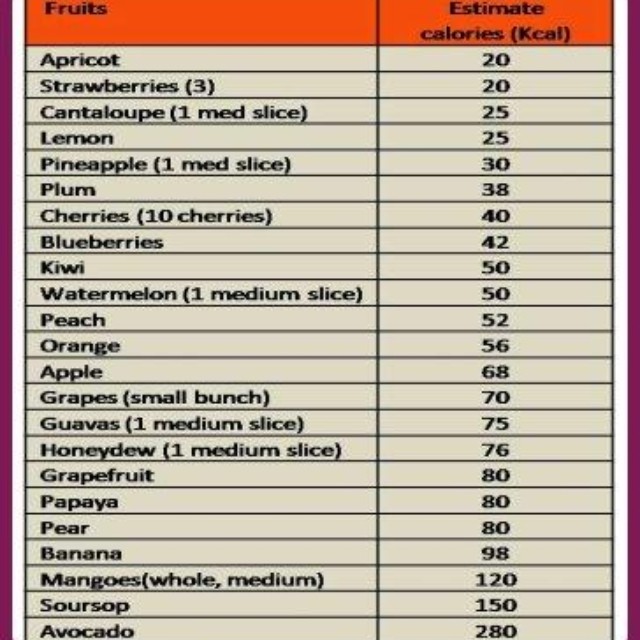 Fruits Estimate
calories (Kcal)
Apricot 20
Strawberries (3) 20
Cantaloupe (1 med slice) 25
Lemon 25
Pineapple (1 med slice) 30
Plum 38
Cherries (10 cherries) 40
Blueberries 42
Kiwi 50
Watermelon (1 medium slice) 50
Peach 52
Orange 56
Apple 68
Grapes (small bunch) 70
Guavas (1 medium slice) 75
Honeydew (1 medium slice) 76
Grapefruit 80
Papaya 80
Pear 80
Banana 98
Mangoes(whole, medium) 120
Soursop 150
Avocado 280